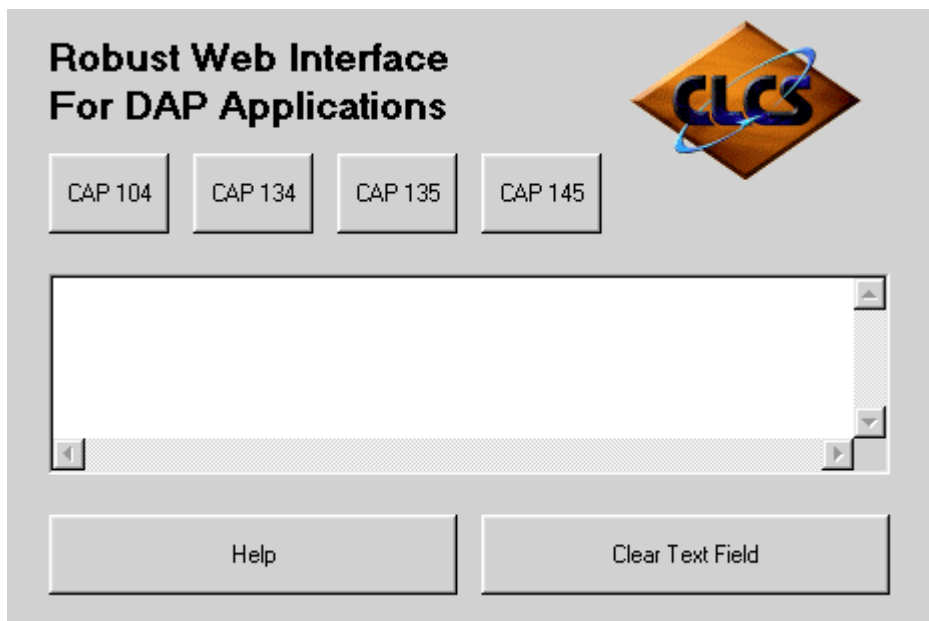 Robust Web Interface
For DAP Applications
CLCS
CAP 104
CAP 134
CAP 135
CAP 145
Help
Clear Text Field